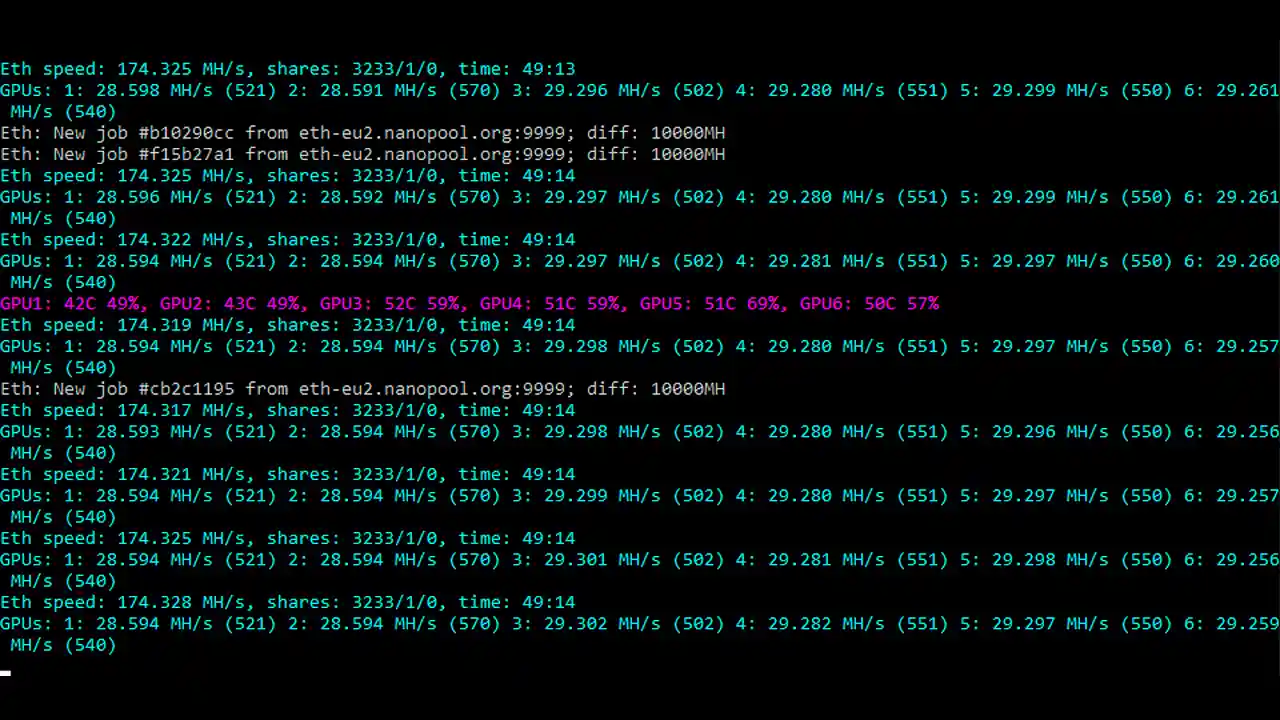 Eth speed: 174.325 MH/s, shares: 3233/1/0, time: 49:13
GPUs: 1: 28.598 MH/s (521) 2: 28.591 MH/s (570) 3: 29.296 MH/s (502) 4: 29.280 MH/s (551) 5: 29.299 MH/s (550) 6: 29.261
MH/s (540)
Eth: New job #b10290cc from eth-eu2.nanopool.org:9999; diff: 10000MH
Eth: New job #f15b27a1 from eth-eu2.nanopool.org:9999; diff: 10000MH
Eth speed: 174.325 MH/s, shares: 3233/1/0, time: 49:14
GPUs: 1: 28.596 MH/s (521) 2: 28.592 MH/s (570) 3: 29.297 MH/s (502) 4: 29.280 MH/s (551) 5: 29.299 MH/s (550) 6: 29.261
MH/s (540)
Eth speed: 174.322 MH/s, shares: 3233/1/0, time: 49:14
GPUs: 1: 28.594 MH/s (521) 2: 28.594 MH/s (570) 3: 29.297 MH/s (502) 4: 29.281 MH/s (551) 5: 29.297 MH/s (550) 6: 29.260
MH/s (540)
GPU1: 42C 49%, GPU2: 43C 49%, GPU3: 52C 59%, GPU4: 51C 59%, GPU5: 51C 69%, GPU6: 50C 57%
Eth speed: 174.319 MH/s, shares: 3233/1/0, time: 49:14
GPUs: 1: 28.594 MH/s (521) 2: 28.594 MH/s (570) 3: 29.298 MH/s (502) 4: 29.280 MH/s (551) 5: 29.297 MH/s (550) 6: 29.257
MH/s (540)
Eth: New job #cb2c1195 from eth-eu2.nanopool.org:9999; diff: 10000MH
Eth speed: 174.317 MH/s, shares: 3233/1/0, time: 49:14
GPUs: 1: 28.593 MH/s (521) 2: 28.594 MH/s (570) 3: 29.298 MH/s (502) 4: 29.280 MH/s (551) 5: 29.296 MH/s (550) 6: 29.256
MH/s (540)
Eth speed: 174.321 MH/s, shares: 3233/1/0, time: 49:14
GPUs: 1: 28.594 MH/s (521) 2: 28.594 MH/s (570) 3: 29.299 MH/s (502) 4: 29.280 MH/s (551) 5: 29.297 MH/s (550) 6: 29.257
MH/s (540)
Eth speed: 174.325 MH/s, shares: 3233/1/0, time: 49:14
GPUs: 1: 28.594 MH/s (521) 2: 28.594 MH/s (570) 3: 29.301 MH/s (502) 4: 29.281 MH/s (551) 5: 29.298 MH/s (550) 6: 29.256
MH/s (540)
Eth speed: 174.328 MH/s, shares: 3233/1/0, time: 49:14
GPUs: 1: 28.594 MH/s (521) 2: 28.594 MH/s (570) 3: 29.302 MH/s (502) 4: 29.282 MH/s (551) 5: 29.297 MH/s (550) 6: 29.259
MH/s (540)